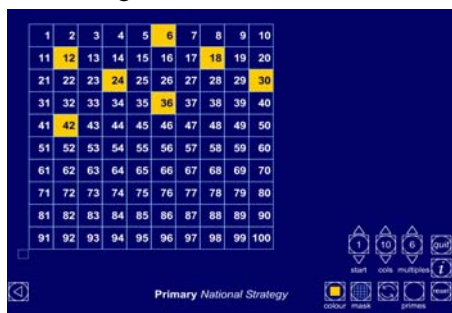 1 2 3 4 5 6 7 8 9 10
11 12 13 14 15 16 17 18 19 20
21 22 23 24 25 26 27 28 29 30
31 32 33 34 35 36 37 38 39 40
41 42 43 44 45 46 47 48 49 50
51 52 53 54 55 56 57 58 59 60
61 62 63 64 65 66 67 68 69 70
71 72 73 74 75 76 77 78 79 80
81 82 83 84 85 86 87 88 89 90
91 92 93 94 95 96 97 98 99 100
1 10 6 quit
start cols multiples i
Primary National Strategy
reset
colour mask primes